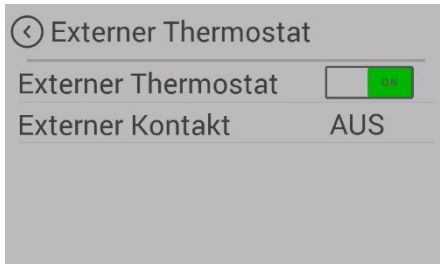 Externer Thermostat
Externer Thermostat ON
Externer Kontakt AUS